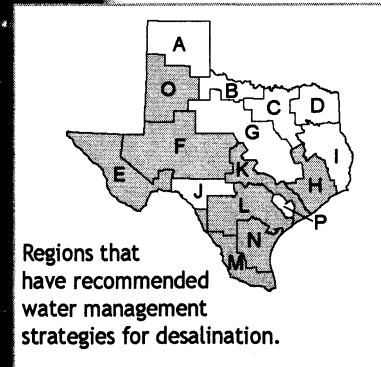 A
O
B
C
D
G
F
I
E
K
H
J
L
P
N
M
Regions that
have recommended
water management
strategies for desalination.